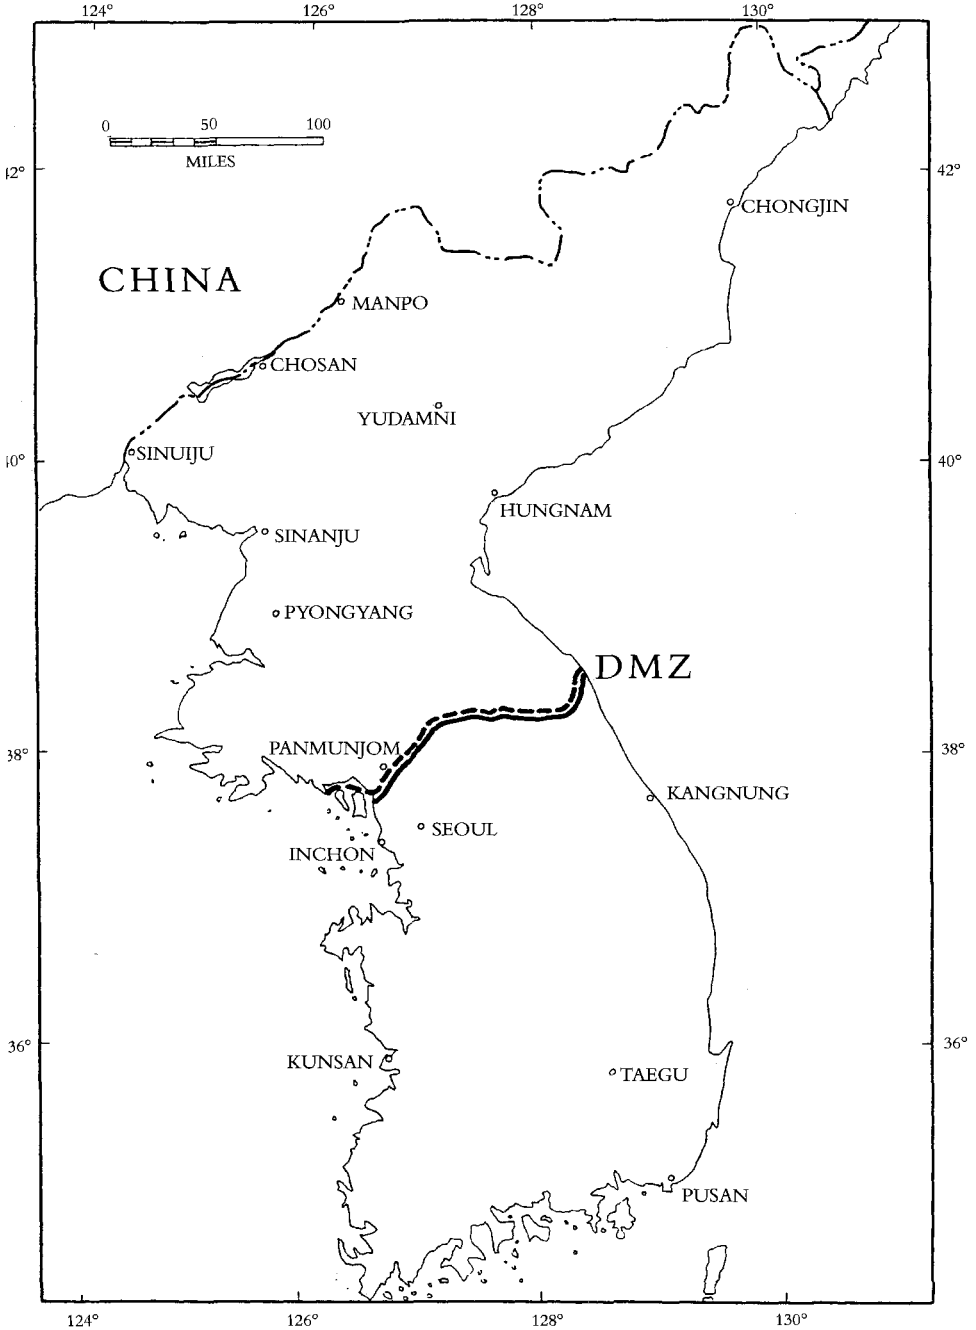 124° 126° 128° 130°
0 50 100
MILES
42° 42°
CHONGJIN
CHINA
MANPO
CHOSAN
YUDAMNI
SINUIJU
40° 40°
HUNGNAM
SINANJU
PYONGYANG
DMZ
PANMUNJOM
38° 38°
KANGNUNG
SEOUL
INCHON
36° 36°
KUNSAN
TAEGU
PUSAN
124° 126° 128° 130°